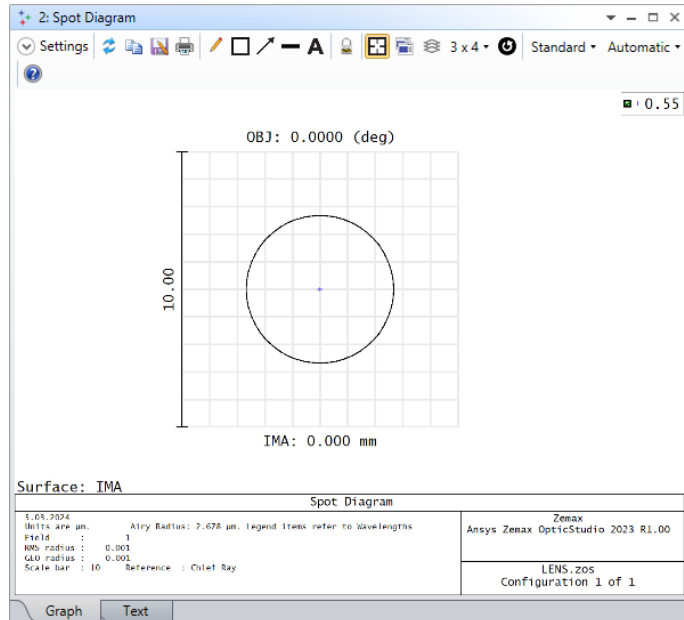 2: Spot Diagram
Settings A 3 x 4 Standard Automatic
0.55
OBJ: 0.0000 (deg)
10.00
IMA: 0.000 mm
Surface: IMA
Spot Diagram
5.03.2024
Units are µm. Airy Radius: 2.678 µm. Legend items refer to Wavelengths
Field : 1
RMS radius : 0.001
GEO radius : 0.001
Scale bar : 10 Reference : Chief Ray
Zemax
Ansys Zemax OpticStudio 2023 R1.00
LENS.zos
Configuration 1 of 1
Graph Text